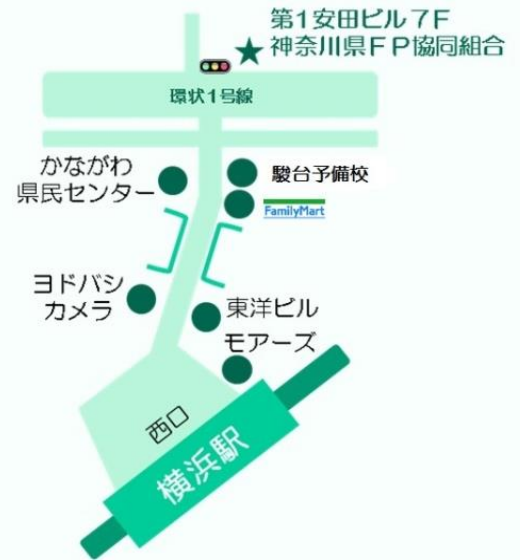 第1安田ビル7F
神奈川県FP協同組合
環状1号線
かながわ
県民センター
駿台予備校
FamilyMart
ヨドバシ
カメラ
東洋ビル
モアーズ
西口
横浜駅